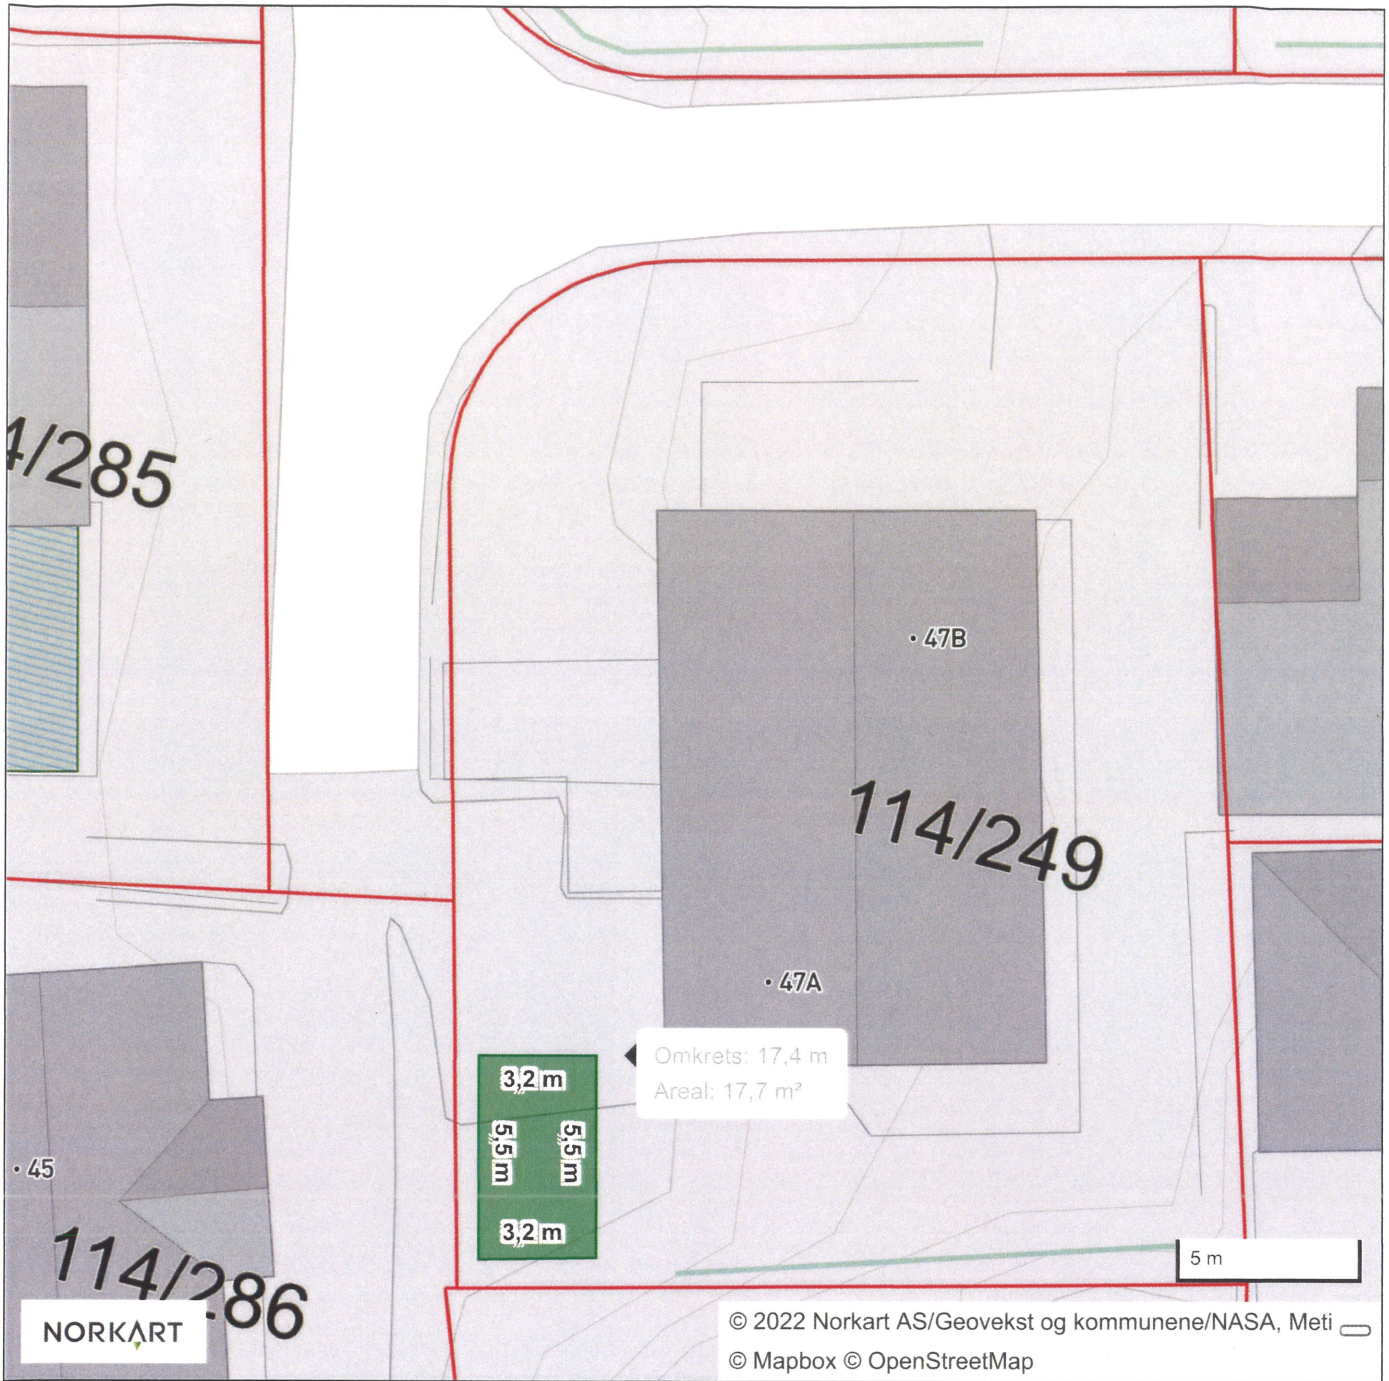 4/285
47B
114/249
47A
Omkrets: 17,4 m
Areal: 17,7 m²
3,2 m
5,5 m
5,5 m
3,2 m
45
114/286
5 m
NORKART
© 2022 Norkart AS/Geovekst og kommunene/NASA, Meti
© Mapbox © OpenStreetMap